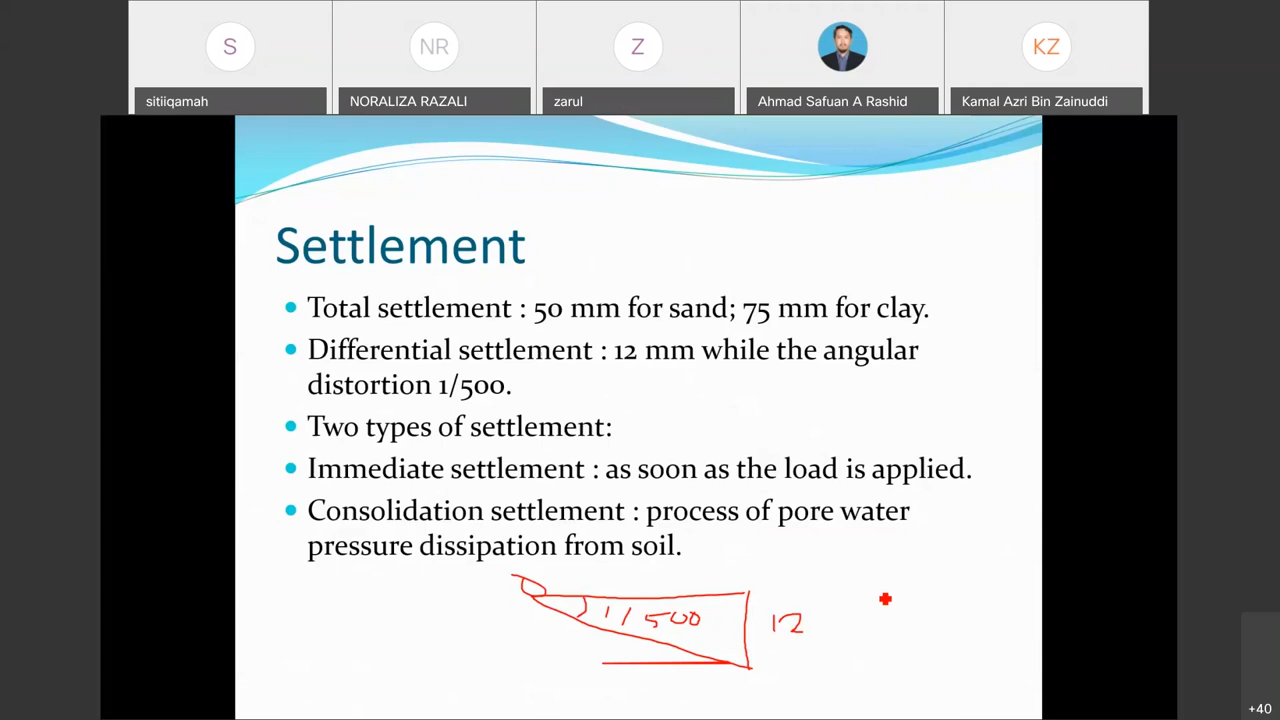 S
NR
Z
KZ
sitiiqamah
NORALIZA RAZALI
zarul
Ahmad Safuan A Rashid
Kamal Azri Bin Zainuddi
Settlement
• Total settlement : 50 mm for sand; 75 mm for clay.
• Differential settlement : 12 mm while the angular
distortion 1/500.
• Two types of settlement:
• Immediate settlement : as soon as the load is applied.
• Consolidation settlement : process of pore water
pressure dissipation from soil.
1/500
12
+40